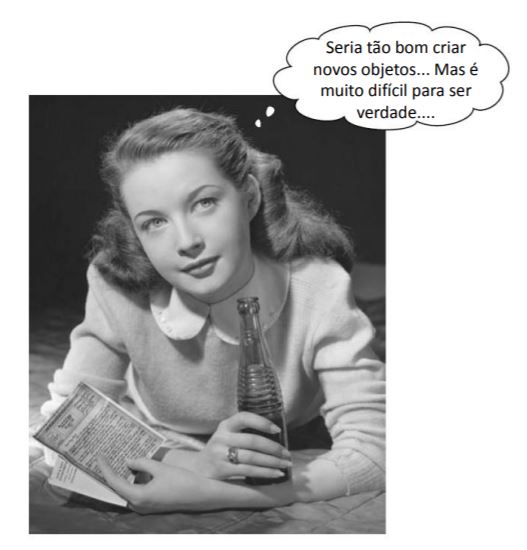 Seria tão bom criar
novos objetos... Mas é
muito difícil para ser
verdade....